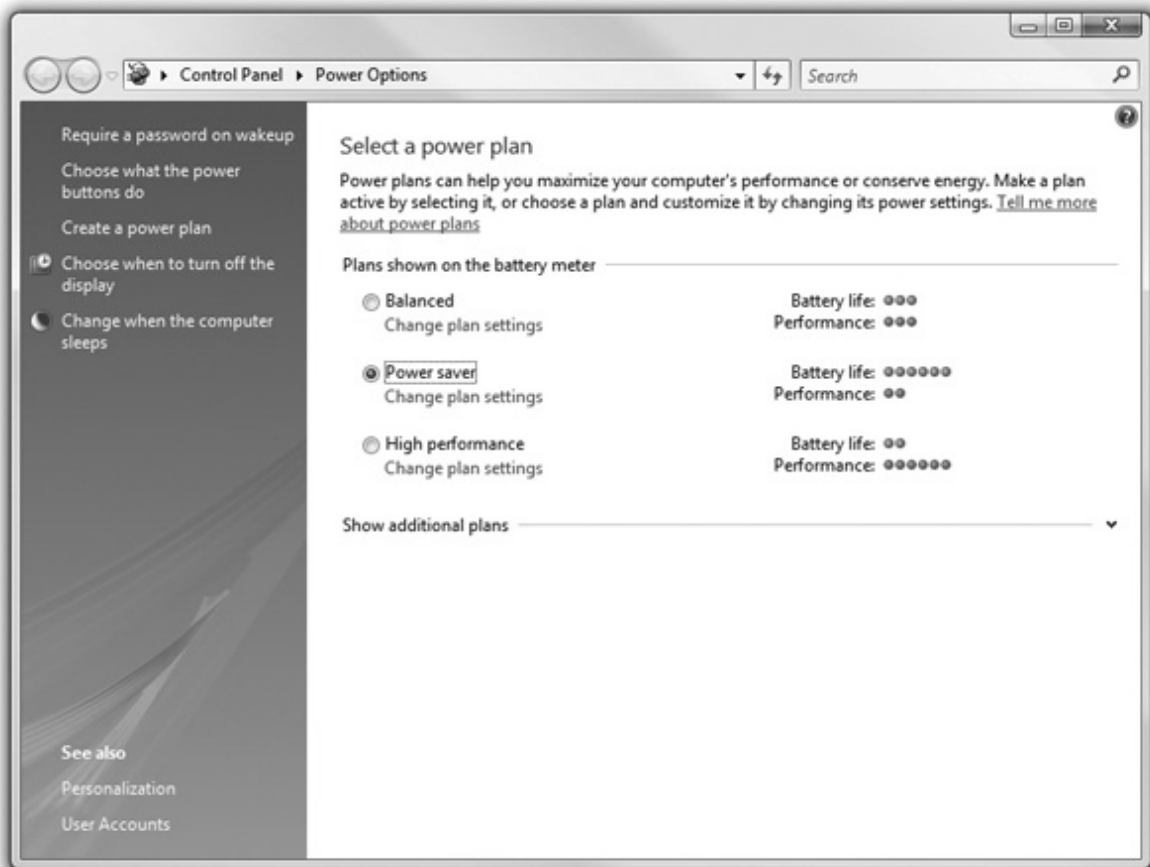 Control Panel
Power Options
Search
Require a password on wakeup
Choose what the power
buttons do
Create a power plan
Choose when to turn off the
display
Change when the computer
sleeps
See also
Personalization
User Accounts
Select a power plan
Power plans can help you maximize your computer's performance or conserve energy. Make a plan
active by selecting it, or choose a plan and customize it by changing its power settings. Tell me more
about power plans
Plans shown on the battery meter
Balanced
Battery life:
Change plan settings
Performance:
Power saver
Battery life:
Change plan settings
Performance:
High performance
Battery life:
Change plan settings
Performance:
Show additional plans